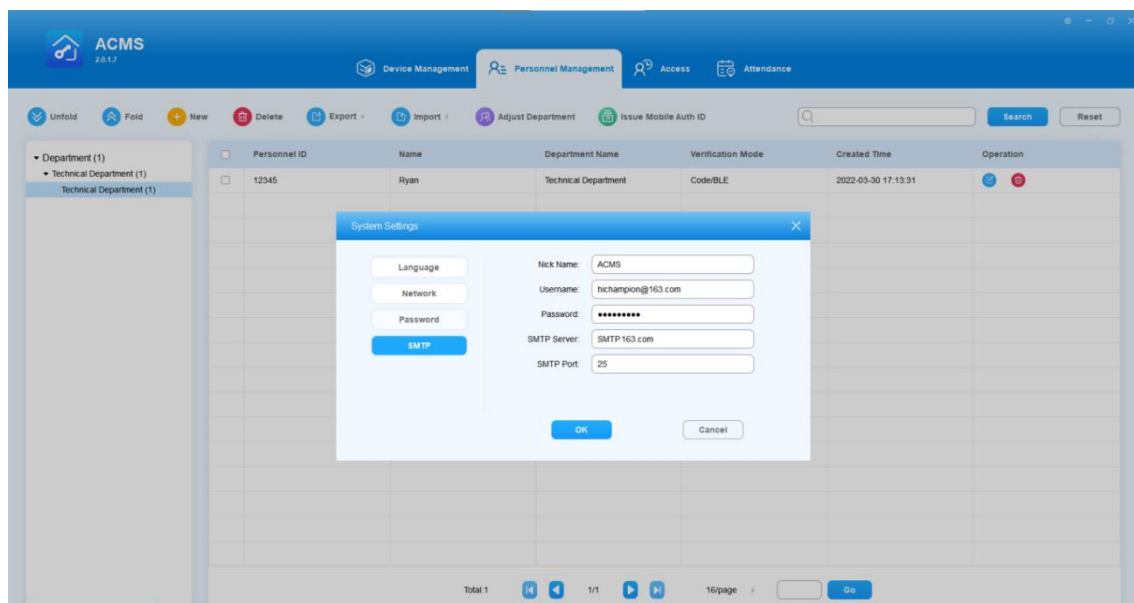 ACMS
2.0.1.7
Device Management
Personnel Management
Access
Attendance
Unfold
Fold
New
Delete
Export
Import
Adjust Department
Issue Mobile Auth ID
Search
Reset
Department (1)
Technical Department (1)
Technical Department (1)
Personnel ID Name Department Name Verification Mode Created Time Operation
12345 Ryan Technical Department Code/BLE 2022-03-30 17:13:31
System Settings
Language
Network
Password
SMTP
Nick Name: ACMS
Username: hichampion@163.com
Password: •••••••••
SMTP Server: SMTP.163.com
SMTP Port: 25
OK
Cancel
Total:1
1/1
16/page
Go